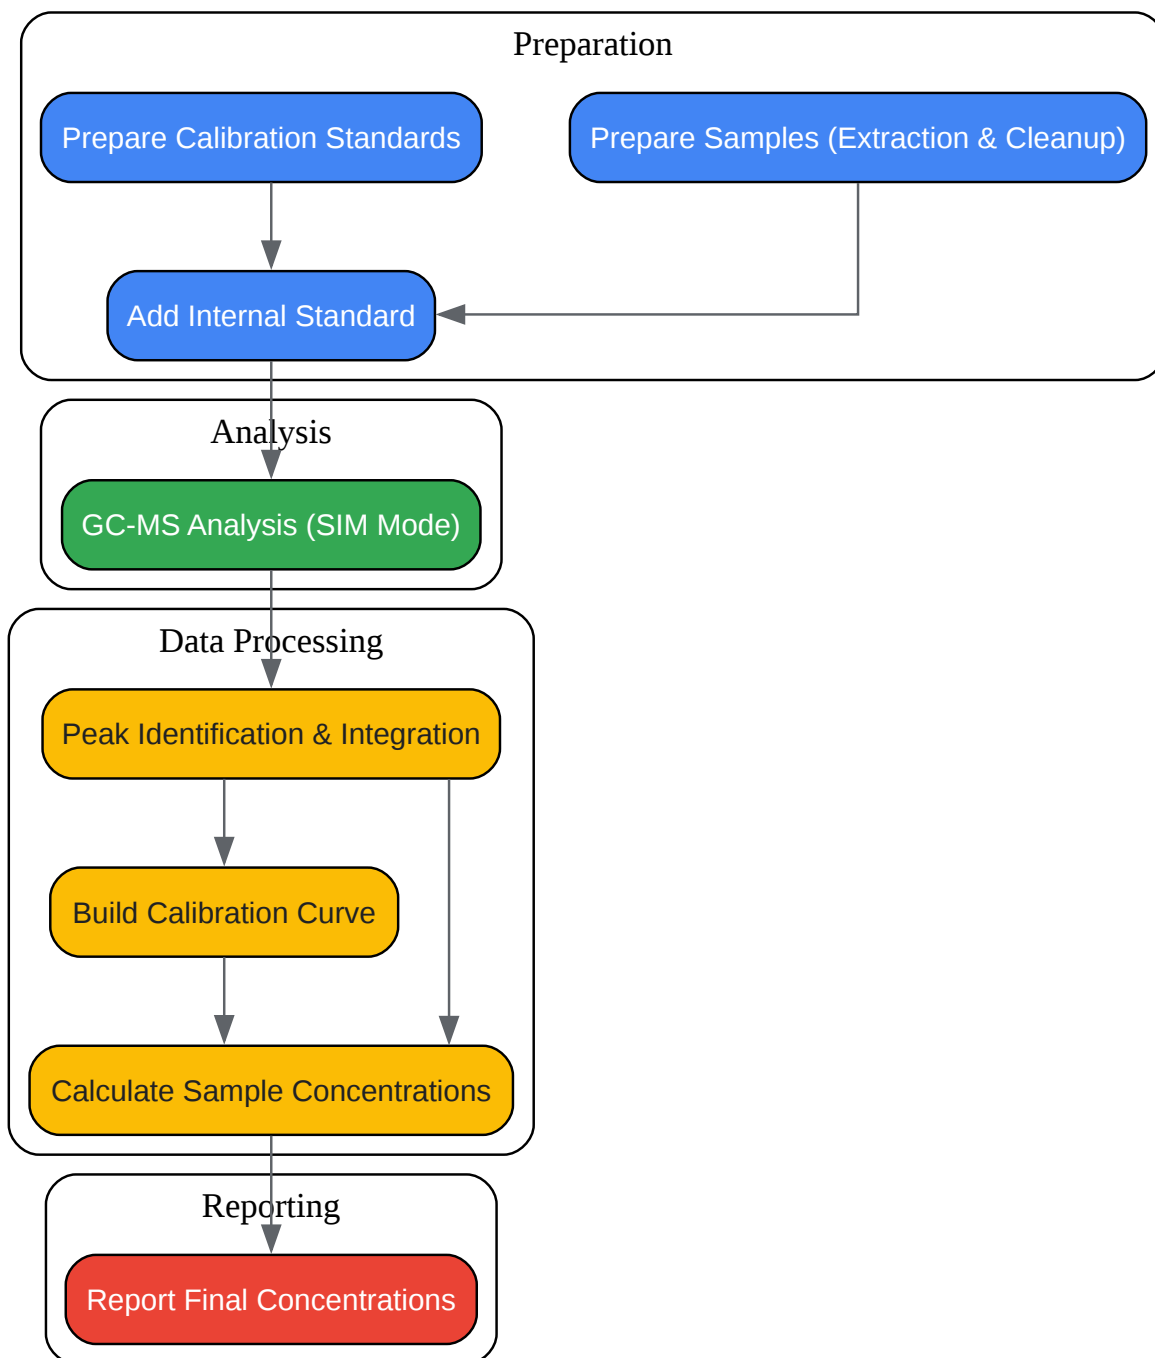 Preparation
Prepare Calibration Standards
Prepare Samples (Extraction & Cleanup)
Add Internal Standard
Analysis
GC-MS Analysis (SIM Mode)
Data Processing
Peak Identification & Integration
Build Calibration Curve
Calculate Sample Concentrations
Reporting
Report Final Concentrations